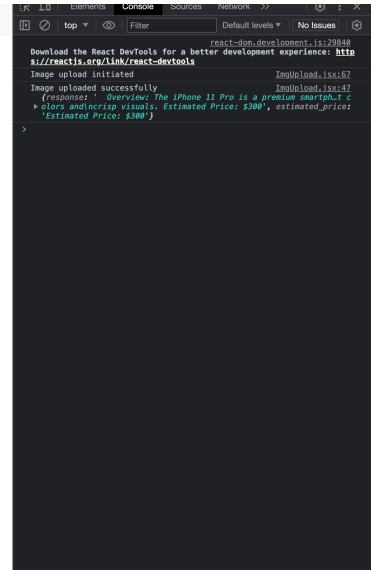 Elements Console Sources Network
top Filter Default levels No Issues
react-dom.development.js:29840
Download the React DevTools for a better development experience: http
s://reactjs.org/link/react-devtools
Image upload initiated ImgUpload.jsx:67
Image uploaded successfully ImgUpload.jsx:47
{response: '  Overview: The iPhone 11 Pro is a premium smartph…t c
olors and\ncrisp visuals. Estimated Price: $300', estimated_price:
'Estimated Price: $300'}